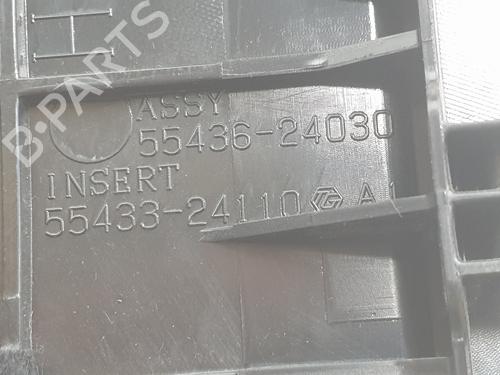 B-PARTS
ASSY
55436-24030
INSERT
55433-24110 A1